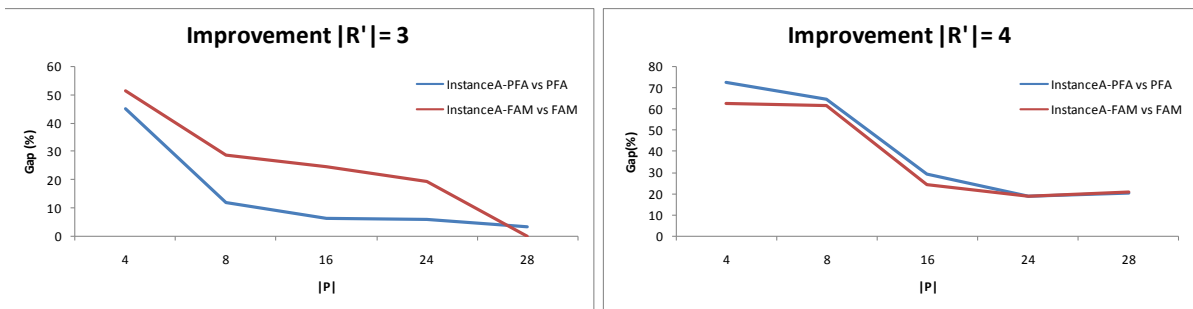 Improvement |R'|= 3
60
50
40
30
20
10
0
Gap (%)
4
8
16
24
28
|P|
InstanceA-PFA vs PFA
InstanceA-FAM vs FAM
Improvement |R'|= 4
80
70
60
50
40
30
20
10
0
Gap(%)
4
8
16
24
28
|P|
InstanceA-PFA vs PFA
InstanceA-FAM vs FAM